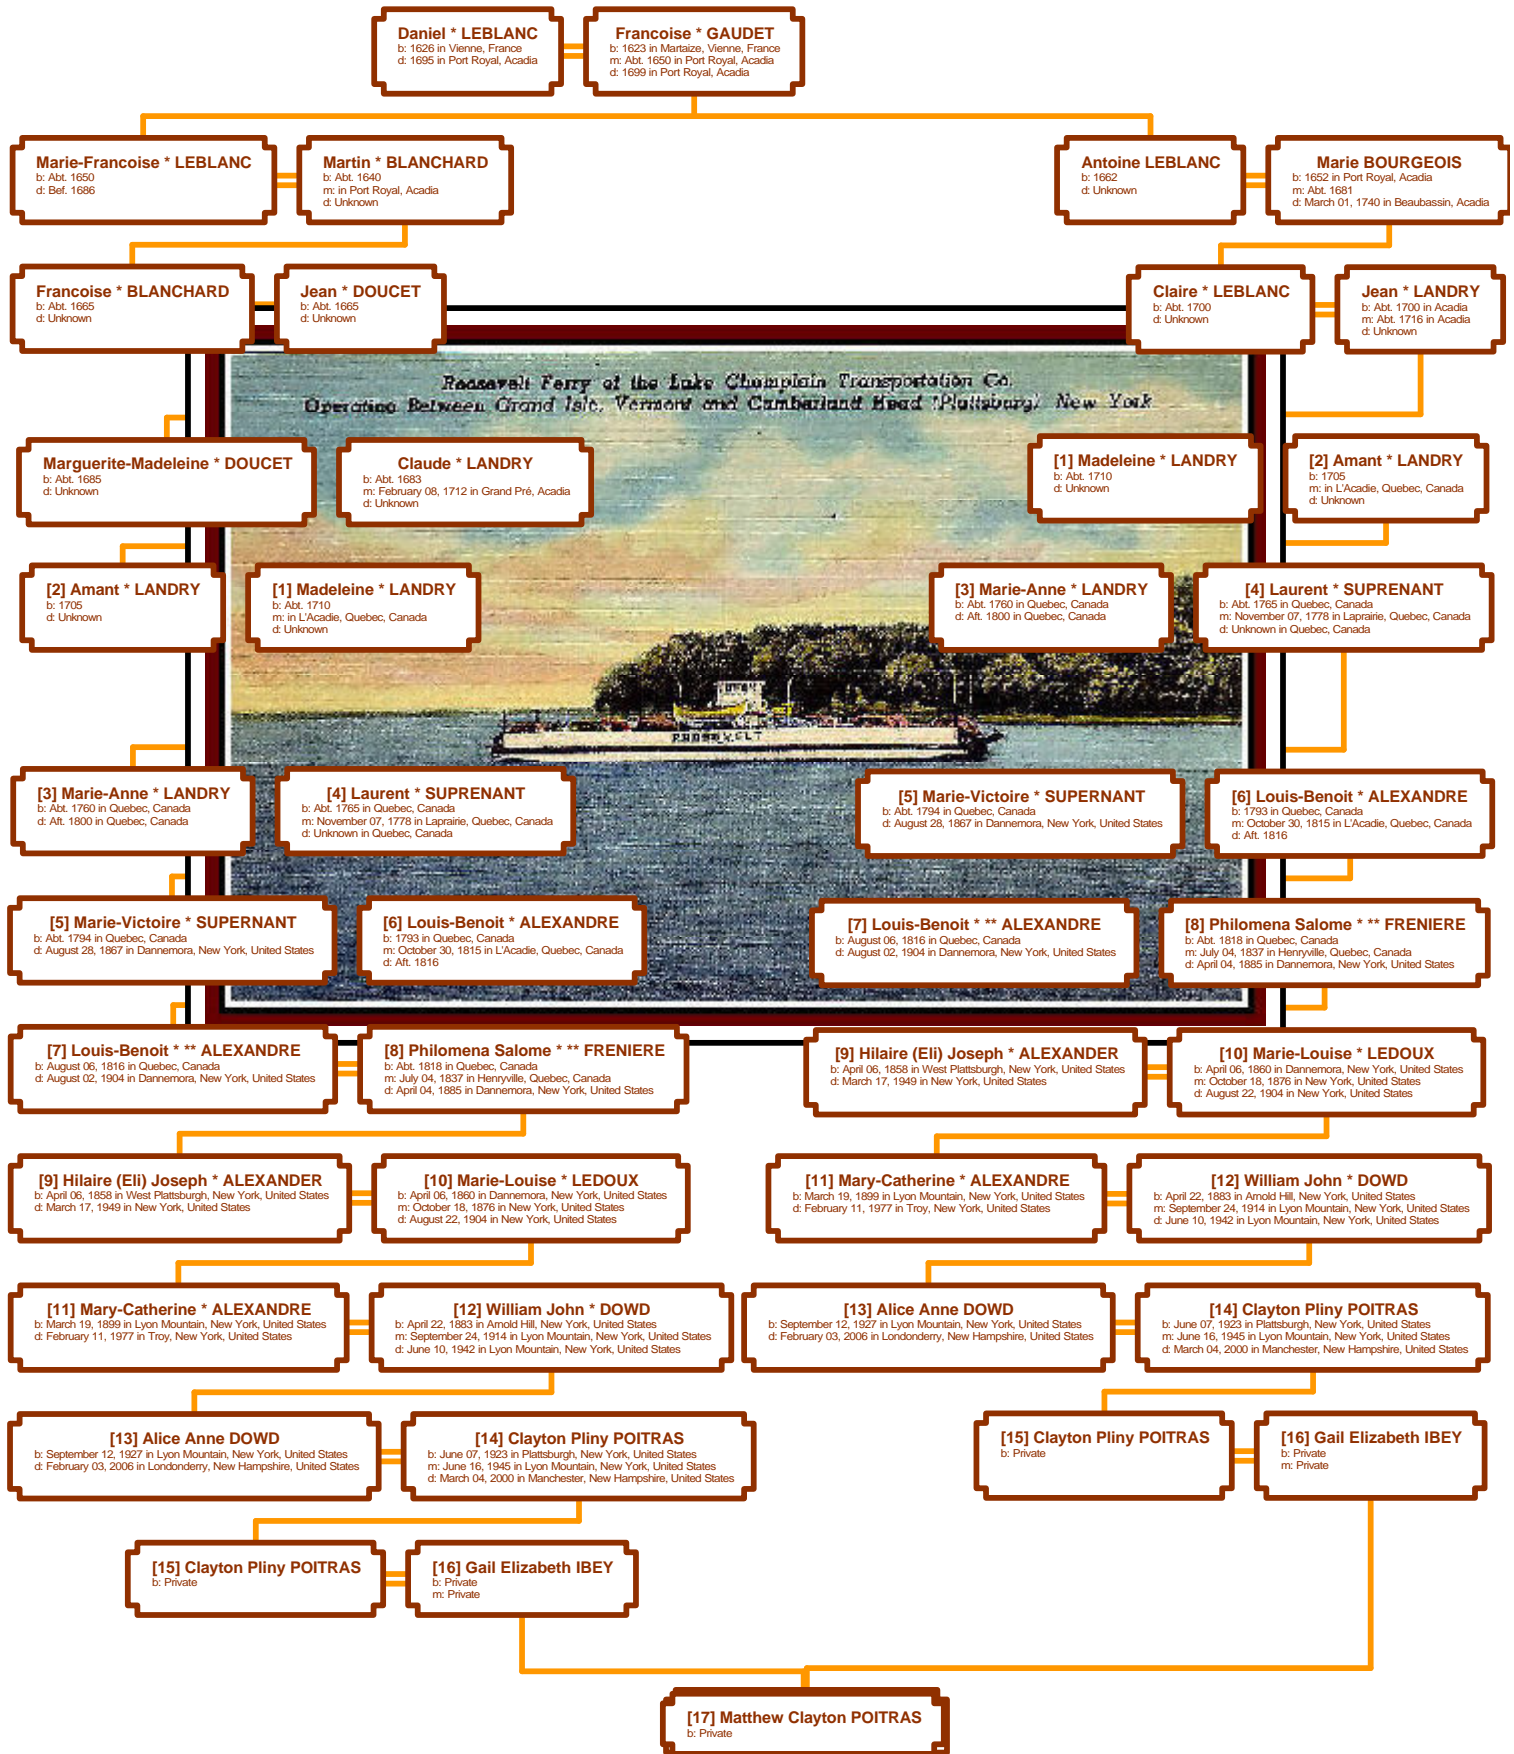 Daniel * LEBLANC
b: 1626 in Vienne, France
d: 1695 in Port Royal, Acadia
Francoise * GAUDET
b: 1623 in Martaize, Vienne, France
m: Abt. 1650 in Port Royal, Acadia
d: 1699 in Port Royal, Acadia
Marie-Francoise * LEBLANC
b: Abt. 1650
d: Bef. 1686
Martin * BLANCHARD
b: Abt. 1640
m: in Port Royal, Acadia
d: Unknown
Antoine LEBLANC
b: 1662
d: Unknown
Marie BOURGEOIS
b: 1652 in Port Royal, Acadia
m: Abt. 1681
d: March 01, 1740 in Beaubassin, Acadia
Francoise * BLANCHARD
b: Abt. 1665
d: Unknown
Jean * DOUCET
b: Abt. 1665
d: Unknown
Claire * LEBLANC
b: Abt. 1700
d: Unknown
Jean * LANDRY
b: Abt. 1700 in Acadia
m: Abt. 1716 in Acadia
d: Unknown
Roosevelt Ferry of the Lake Champlain Transportation Co.
Operating Between Grand Isle, Vermont and Cumberland Head (Plattsburg) New York
Marguerite-Madeleine * DOUCET
b: Abt. 1685
d: Unknown
Claude * LANDRY
b: Abt. 1683
m: February 08, 1712 in Grand Pré, Acadia
d: Unknown
[1] Madeleine * LANDRY
b: Abt. 1710
d: Unknown
[2] Amant * LANDRY
b: 1705
m: in L'Acadie, Quebec, Canada
d: Unknown
[2] Amant * LANDRY
b: 1705
d: Unknown
[1] Madeleine * LANDRY
b: Abt. 1710
m: in L'Acadie, Quebec, Canada
d: Unknown
[3] Marie-Anne * LANDRY
b: Abt. 1760 in Quebec, Canada
d: Aft. 1800 in Quebec, Canada
[4] Laurent * SUPRENANT
b: Abt. 1765 in Quebec, Canada
m: November 07, 1778 in Laprairie, Quebec, Canada
d: Unknown in Quebec, Canada
ROOSEVELT
[3] Marie-Anne * LANDRY
b: Abt. 1760 in Quebec, Canada
d: Aft. 1800 in Quebec, Canada
[4] Laurent * SUPRENANT
b: Abt. 1765 in Quebec, Canada
m: November 07, 1778 in Laprairie, Quebec, Canada
d: Unknown in Quebec, Canada
[5] Marie-Victoire * SUPERNANT
b: Abt. 1794 in Quebec, Canada
d: August 28, 1867 in Dannemora, New York, United States
[6] Louis-Benoit * ALEXANDRE
b: 1793 in Quebec, Canada
m: October 30, 1815 in L'Acadie, Quebec, Canada
d: Aft. 1816
[5] Marie-Victoire * SUPERNANT
b: Abt. 1794 in Quebec, Canada
d: August 28, 1867 in Dannemora, New York, United States
[6] Louis-Benoit * ALEXANDRE
b: 1793 in Quebec, Canada
m: October 30, 1815 in L'Acadie, Quebec, Canada
d: Aft. 1816
[7] Louis-Benoit * ** ALEXANDRE
b: August 06, 1816 in Quebec, Canada
d: August 02, 1904 in Dannemora, New York, United States
[8] Philomena Salome * ** FRENIERE
b: Abt. 1818 in Quebec, Canada
m: July 04, 1837 in Henryville, Quebec, Canada
d: April 04, 1885 in Dannemora, New York, United States
[7] Louis-Benoit * ** ALEXANDRE
b: August 06, 1816 in Quebec, Canada
d: August 02, 1904 in Dannemora, New York, United States
[8] Philomena Salome * ** FRENIERE
b: Abt. 1818 in Quebec, Canada
m: July 04, 1837 in Henryville, Quebec, Canada
d: April 04, 1885 in Dannemora, New York, United States
[9] Hilaire (Eli) Joseph * ALEXANDER
b: April 06, 1858 in West Plattsburgh, New York, United States
d: March 17, 1949 in New York, United States
[10] Marie-Louise * LEDOUX
b: April 06, 1860 in Dannemora, New York, United States
m: October 18, 1876 in New York, United States
d: August 22, 1904 in New York, United States
[9] Hilaire (Eli) Joseph * ALEXANDER
b: April 06, 1858 in West Plattsburgh, New York, United States
d: March 17, 1949 in New York, United States
[10] Marie-Louise * LEDOUX
b: April 06, 1860 in Dannemora, New York, United States
m: October 18, 1876 in New York, United States
d: August 22, 1904 in New York, United States
[11] Mary-Catherine * ALEXANDRE
b: March 19, 1899 in Lyon Mountain, New York, United States
d: February 11, 1977 in Troy, New York, United States
[12] William John * DOWD
b: April 22, 1883 in Arnold Hill, New York, United States
m: September 24, 1914 in Lyon Mountain, New York, United States
d: June 10, 1942 in Lyon Mountain, New York, United States
[11] Mary-Catherine * ALEXANDRE
b: March 19, 1899 in Lyon Mountain, New York, United States
d: February 11, 1977 in Troy, New York, United States
[12] William John * DOWD
b: April 22, 1883 in Arnold Hill, New York, United States
m: September 24, 1914 in Lyon Mountain, New York, United States
d: June 10, 1942 in Lyon Mountain, New York, United States
[13] Alice Anne DOWD
b: September 12, 1927 in Lyon Mountain, New York, United States
d: February 03, 2006 in Londonderry, New Hampshire, United States
[14] Clayton Pliny POITRAS
b: June 07, 1923 in Plattsburgh, New York, United States
m: June 16, 1945 in Lyon Mountain, New York, United States
d: March 04, 2000 in Manchester, New Hampshire, United States
[13] Alice Anne DOWD
b: September 12, 1927 in Lyon Mountain, New York, United States
d: February 03, 2006 in Londonderry, New Hampshire, United States
[14] Clayton Pliny POITRAS
b: June 07, 1923 in Plattsburgh, New York, United States
m: June 16, 1945 in Lyon Mountain, New York, United States
d: March 04, 2000 in Manchester, New Hampshire, United States
[15] Clayton Pliny POITRAS
b: Private
[16] Gail Elizabeth IBEY
b: Private
m: Private
[15] Clayton Pliny POITRAS
b: Private
[16] Gail Elizabeth IBEY
b: Private
m: Private
[17] Matthew Clayton POITRAS
b: Private